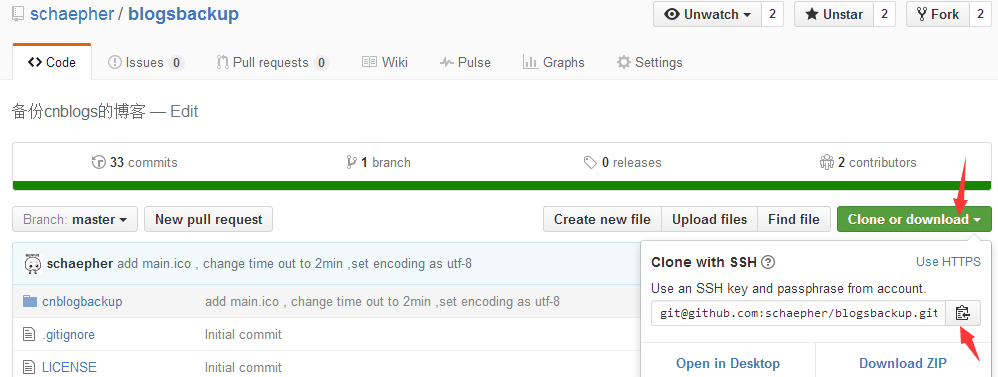 schaepher / blogsbackup Unwatch 2 Unstar 2 Fork 2
Code Issues 0 Pull requests 0 Wiki Pulse Graphs Settings
备份cnblogs的博客 — Edit
33 commits 1 branch 0 releases 2 contributors
Branch: master New pull request Create new file Upload files Find file Clone or download
schaepher add main.ico , change time out to 2min ,set encoding as utf-8
cnblogbackup add main.ico , change time out to 2min ,set encoding as utf-8
.gitignore Initial commit
LICENSE Initial commit
Clone with SSH ? Use HTTPS
Use an SSH key and passphrase from account.
git@github.com:schaepher/blogsbackup.git
Open in Desktop Download ZIP